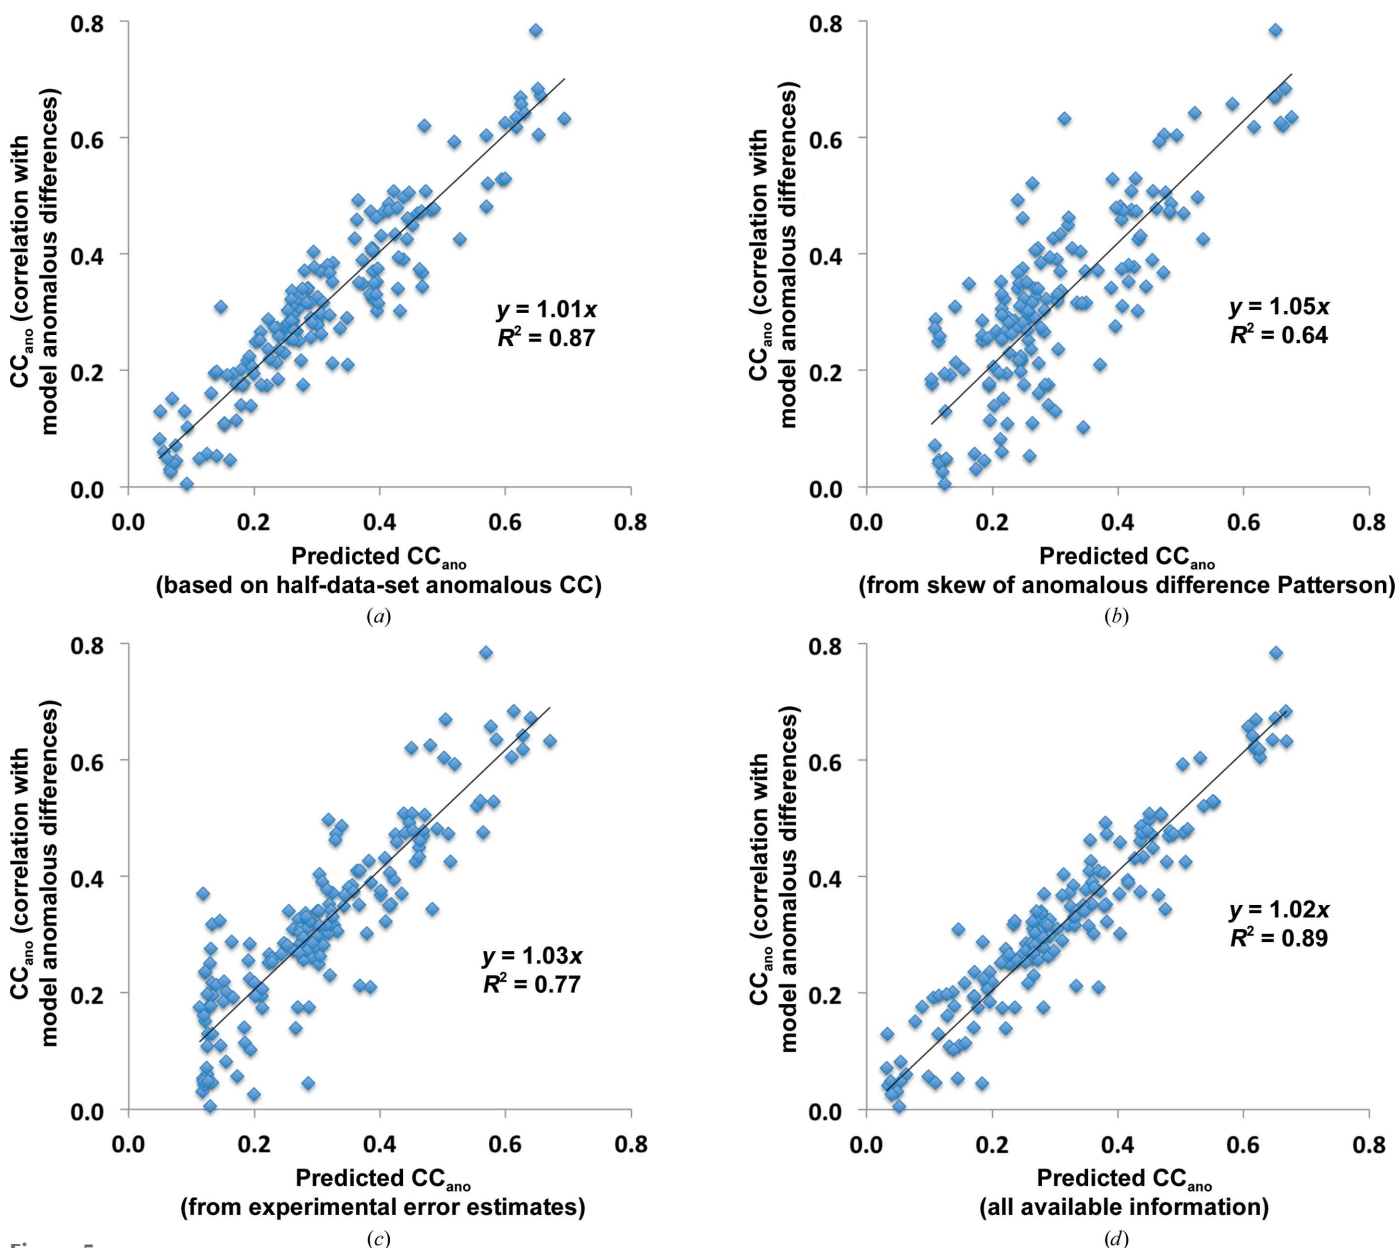 0.8
0.6
0.4
0.2
0.0
0.0 0.2 0.4 0.6 0.8
CCano (correlation with
model anomalous differences)
y = 1.01x
R2 = 0.87
Predicted CCano
(based on half-data-set anomalous CC)
(a)
0.8
0.6
0.4
0.2
0.0
0.0 0.2 0.4 0.6 0.8
CCano (correlation with
model anomalous differences)
y = 1.05x
R2 = 0.64
Predicted CCano
(from skew of anomalous difference Patterson)
(b)
0.8
0.6
0.4
0.2
0.0
0.0 0.2 0.4 0.6 0.8
CCano (correlation with
model anomalous differences)
y = 1.03x
R2 = 0.77
Predicted CCano
(from experimental error estimates)
(c)
0.8
0.6
0.4
0.2
0.0
0.0 0.2 0.4 0.6 0.8
CCano (correlation with
model anomalous differences)
y = 1.02x
R2 = 0.89
Predicted CCano
(all available information)
(d)